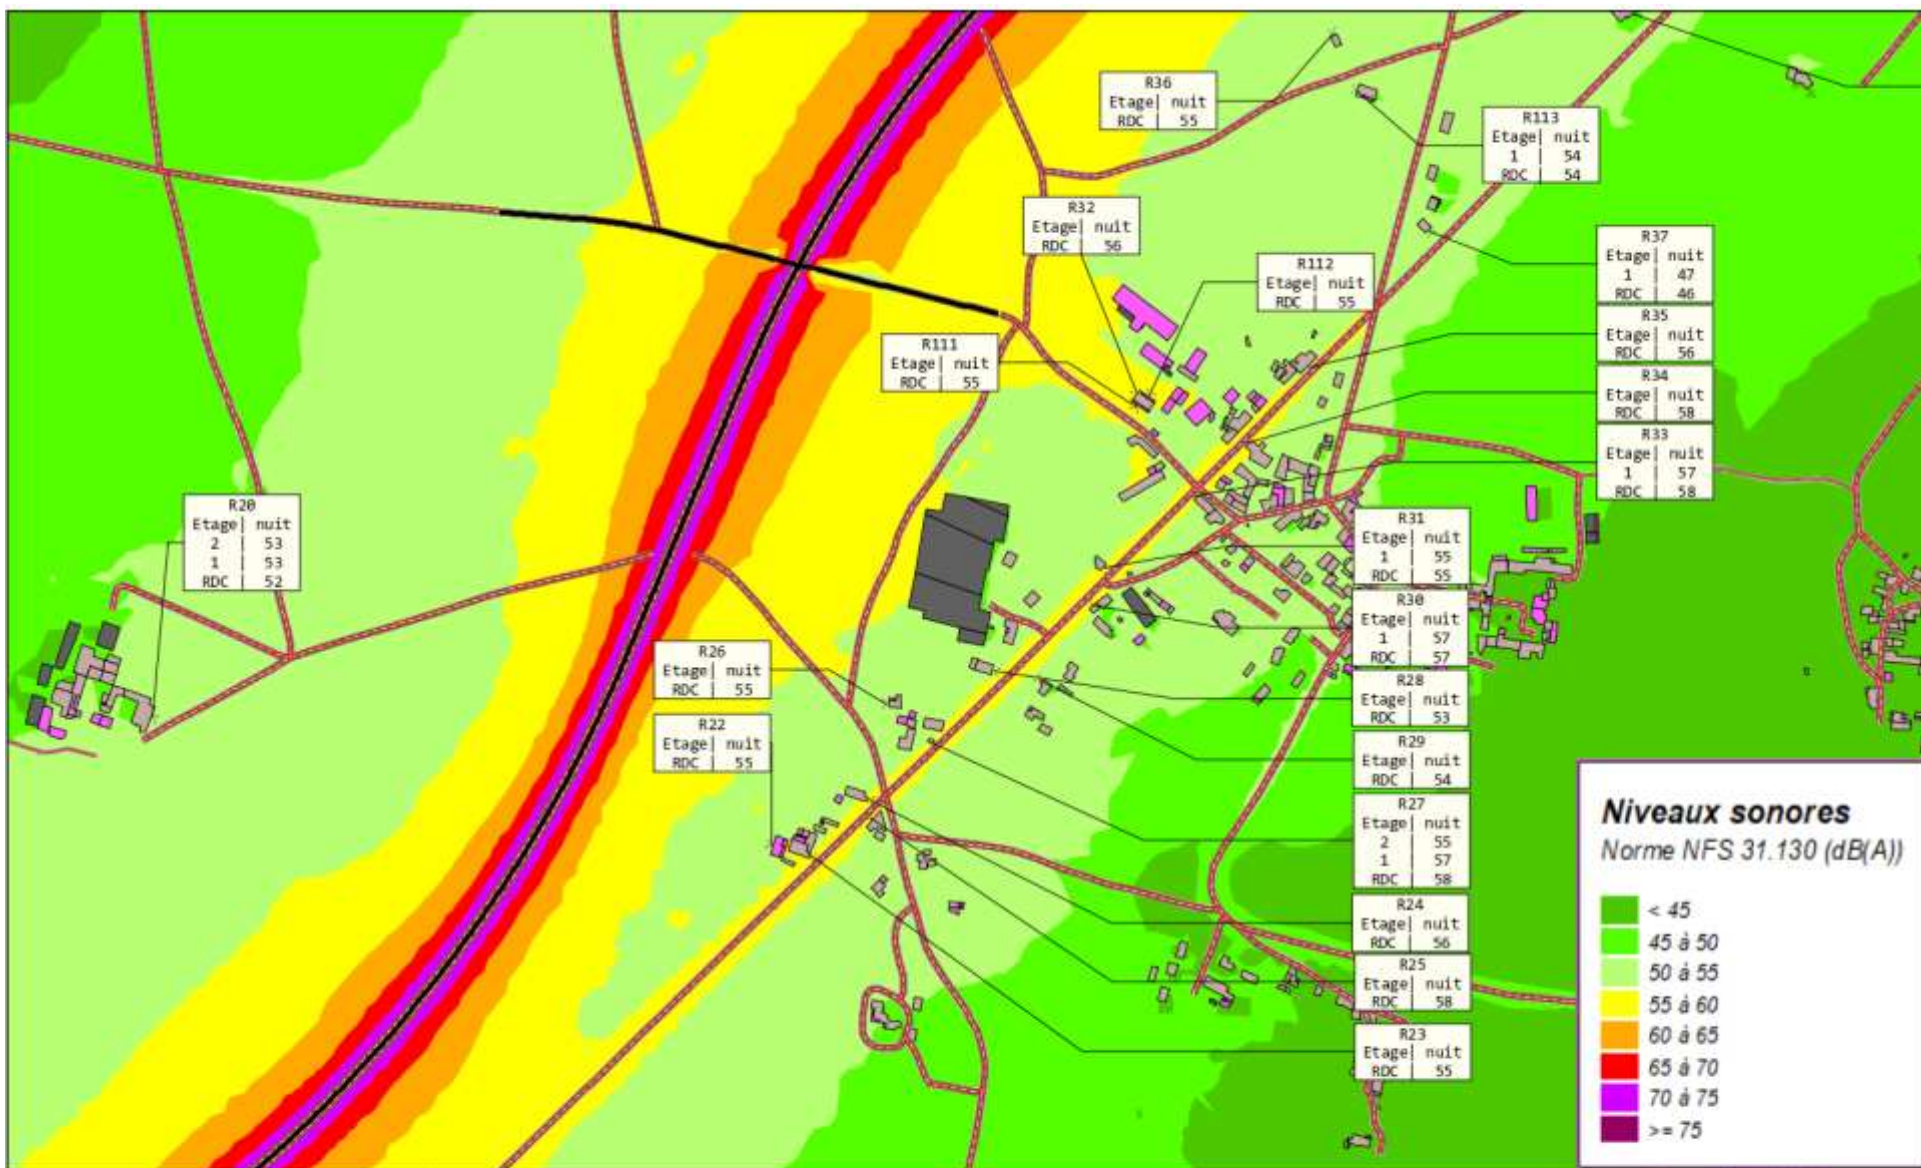 R36
Etage| nuit
RDC | 55
R113
Etage| nuit
1 | 54
RDC | 54
R32
Etage| nuit
RDC | 56
R112
Etage| nuit
RDC | 55
R37
Etage| nuit
1 | 47
RDC | 46
R111
Etage| nuit
RDC | 55
R35
Etage| nuit
RDC | 56
R34
Etage| nuit
RDC | 58
R33
Etage| nuit
1 | 57
RDC | 58
R20
Etage| nuit
2 | 53
1 | 53
RDC | 52
R31
Etage| nuit
1 | 55
RDC | 55
R30
Etage| nuit
1 | 57
RDC | 57
R26
Etage| nuit
RDC | 55
R28
Etage| nuit
RDC | 53
R22
Etage| nuit
RDC | 55
R29
Etage| nuit
RDC | 54
R27
Etage| nuit
2 | 55
1 | 57
RDC | 58
R24
Etage| nuit
RDC | 56
R25
Etage| nuit
RDC | 58
R23
Etage| nuit
RDC | 55
Niveaux sonores
Norme NFS 31.130 (dB(A))
< 45
45 à 50
50 à 55
55 à 60
60 à 65
65 à 70
70 à 75
>= 75